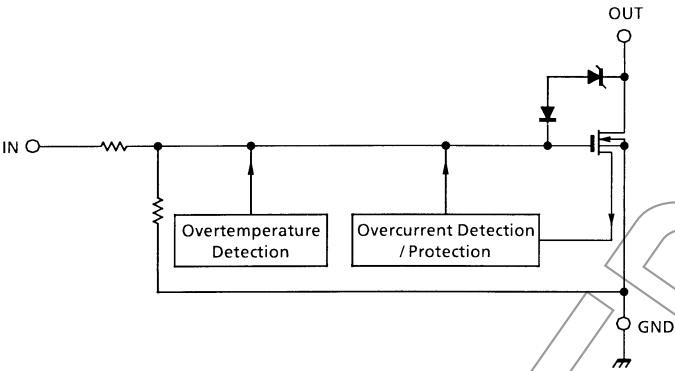 OUT
IN
Overtemperature
Detection
Overcurrent Detection
/ Protection
GND